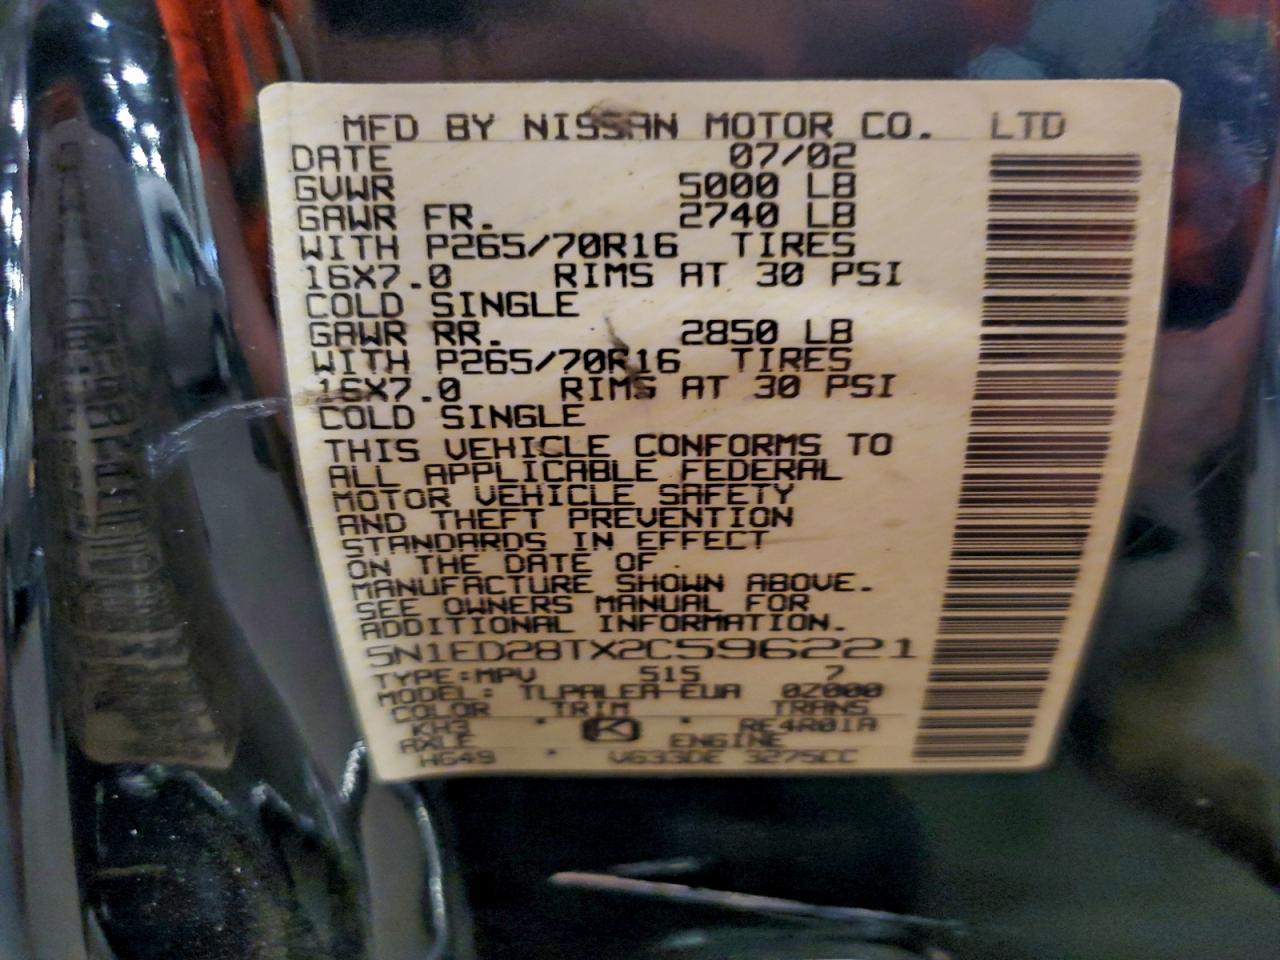 MFD BY NISSAN MOTOR CO. LTD
DATE 07/02
GVWR 5000 LB
GAWR FR. 2740 LB
WITH P265/70R16 TIRES
16X7.0 RIMS AT 30 PSI
COLD SINGLE
GAWR RR. 2850 LB
WITH P265/70R16 TIRES
16X7.0 RIMS AT 30 PSI
COLD SINGLE
THIS VEHICLE CONFORMS TO
ALL APPLICABLE FEDERAL
MOTOR VEHICLE SAFETY
AND THEFT PREVENTION
STANDARDS IN EFFECT
ON THE DATE OF
MANUFACTURE SHOWN ABOVE.
SEE OWNERS MANUAL FOR
ADDITIONAL INFORMATION.
5N1ED28TX2C596221
TYPE:MPV 515 7
MODEL: TLPALEA-EUA 0Z000
COLOR TRIM TRANS
KH3 * K * RE4R01A
AXLE ENGINE
HG49 * VG33DE 3275CC